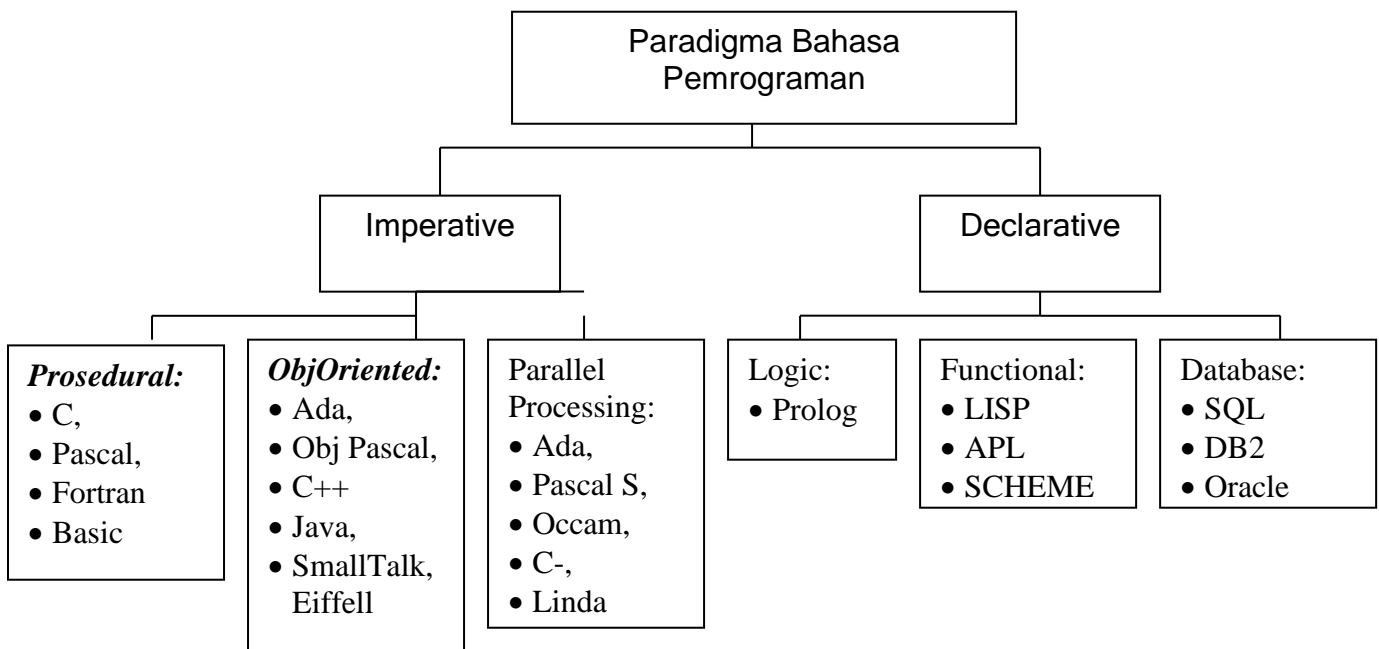 Paradigma Bahasa
Pemrograman
Imperative
Declarative
Prosedural:
• C,
• Pascal,
• Fortran
• Basic
ObjOriented:
• Ada,
• Obj Pascal,
• C++
• Java,
• SmallTalk,
Eiffell
Parallel
Processing:
• Ada,
• Pascal S,
• Occam,
• C-,
• Linda
Logic:
• Prolog
Functional:
• LISP
• APL
• SCHEME
Database:
• SQL
• DB2
• Oracle